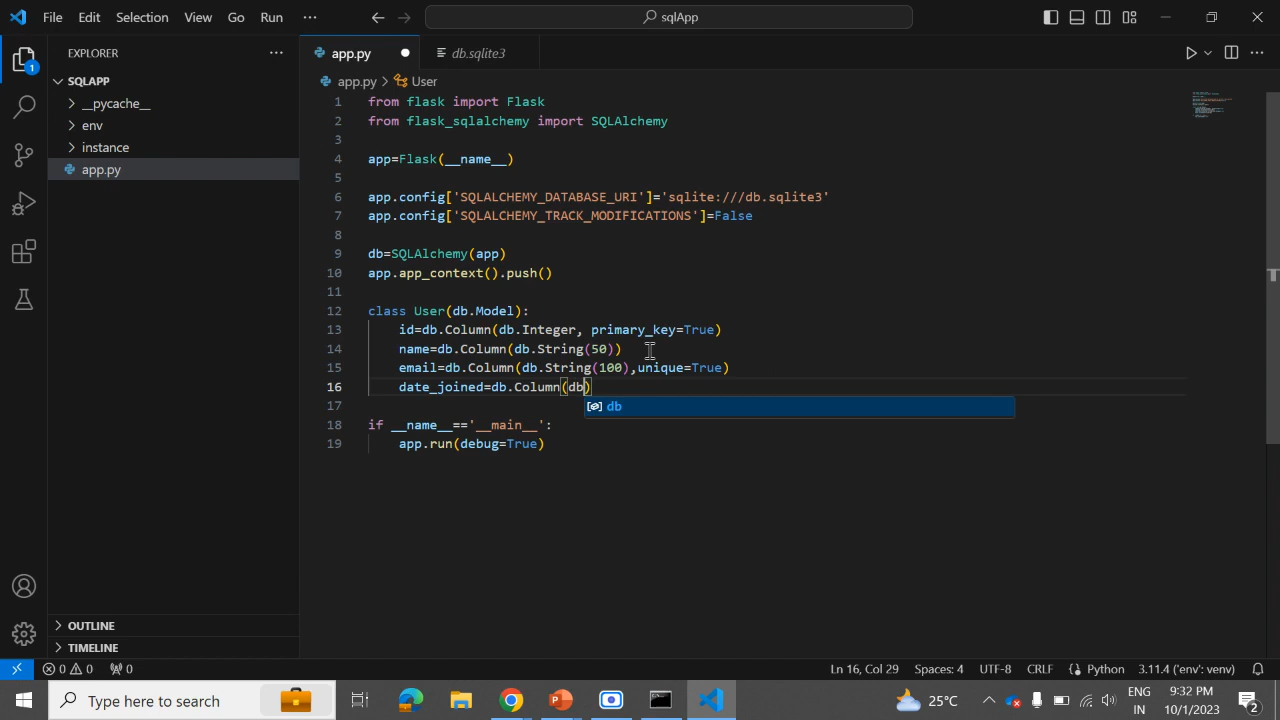 File Edit Selection View Go Run ··· sqlApp
EXPLORER ···
SQLAPP
__pycache__
env
instance
app.py
OUTLINE
TIMELINE
1
app.py db.sqlite3
app.py > User
1 from flask import Flask
2 from flask_sqlalchemy import SQLAlchemy
3
4 app=Flask(__name__)
5
6 app.config['SQLALCHEMY_DATABASE_URI']='sqlite:///db.sqlite3'
7 app.config['SQLALCHEMY_TRACK_MODIFICATIONS']=False
8
9 db=SQLAlchemy(app)
10 app.app_context().push()
11
12 class User(db.Model):
13 id=db.Column(db.Integer, primary_key=True)
14 name=db.Column(db.String(50))
15 email=db.Column(db.String(100),unique=True)
16 date_joined=db.Column(db)
17 db
18 if __name__=='__main__':
19 app.run(debug=True)
0 0 0 Ln 16, Col 29 Spaces: 4 UTF-8 CRLF Python 3.11.4 ('env': venv)
Type here to search 25°C ENG IN 9:32 PM 10/1/2023 2